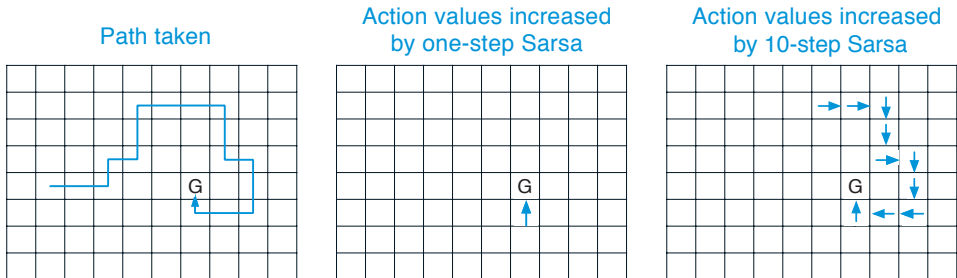 Path taken
Action values increased
by one-step Sarsa
Action values increased
by 10-step Sarsa
G
G
G